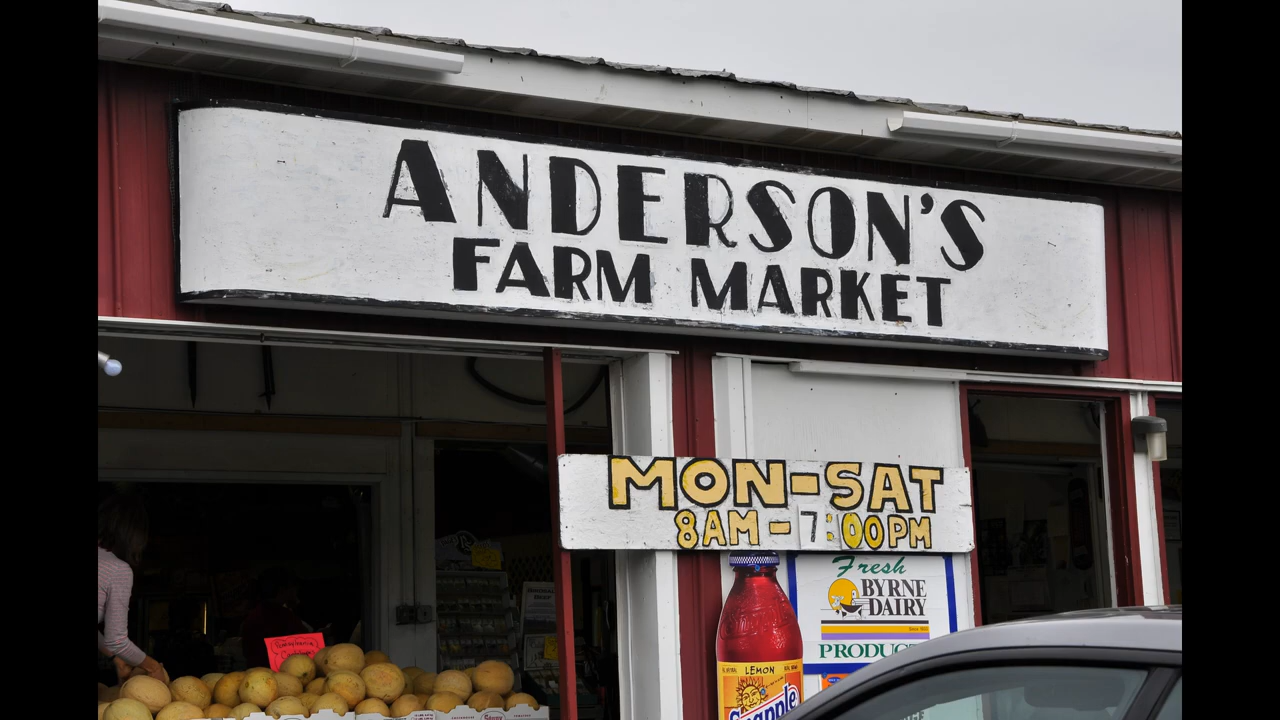 ANDERSON'S
FARM MARKET
MON-SAT
8AM-7:00PM
Fresh
BYRNE
DAIRY
PRODUC
LEMON
Snapple